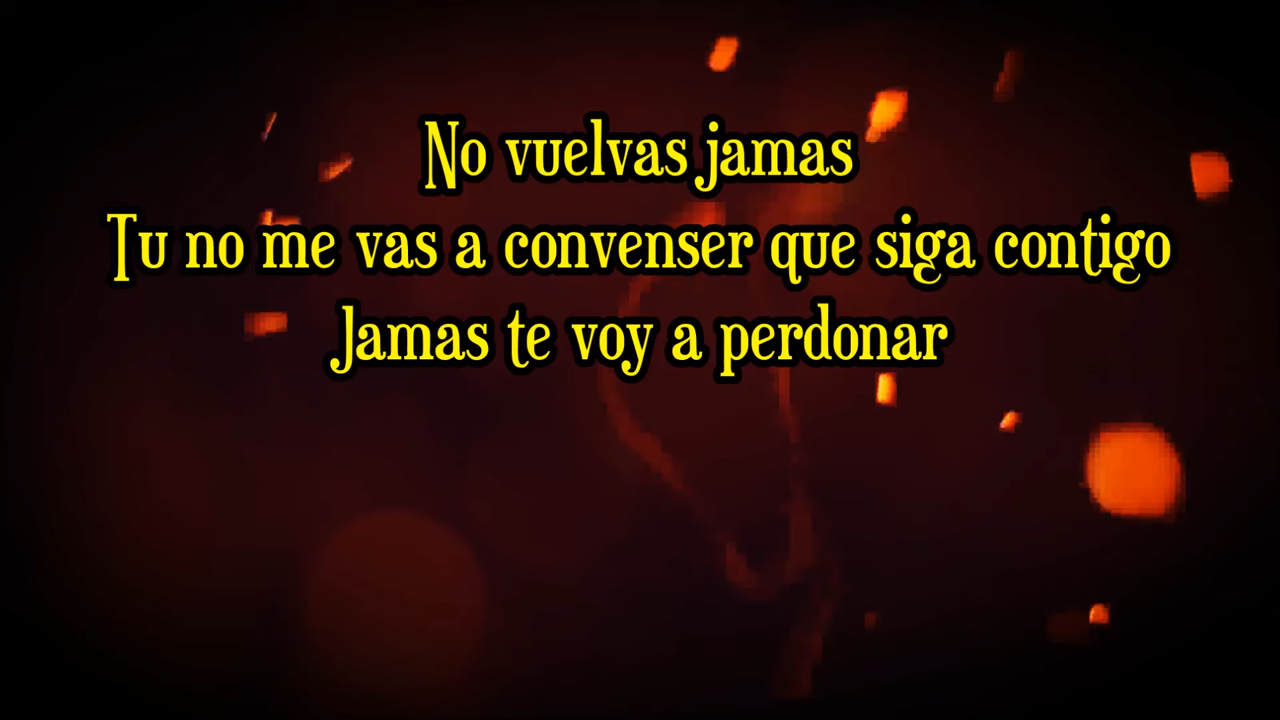 No vuelvas jamas
Tu no me vas a convenser que siga contigo
Jamas te voy a perdonar